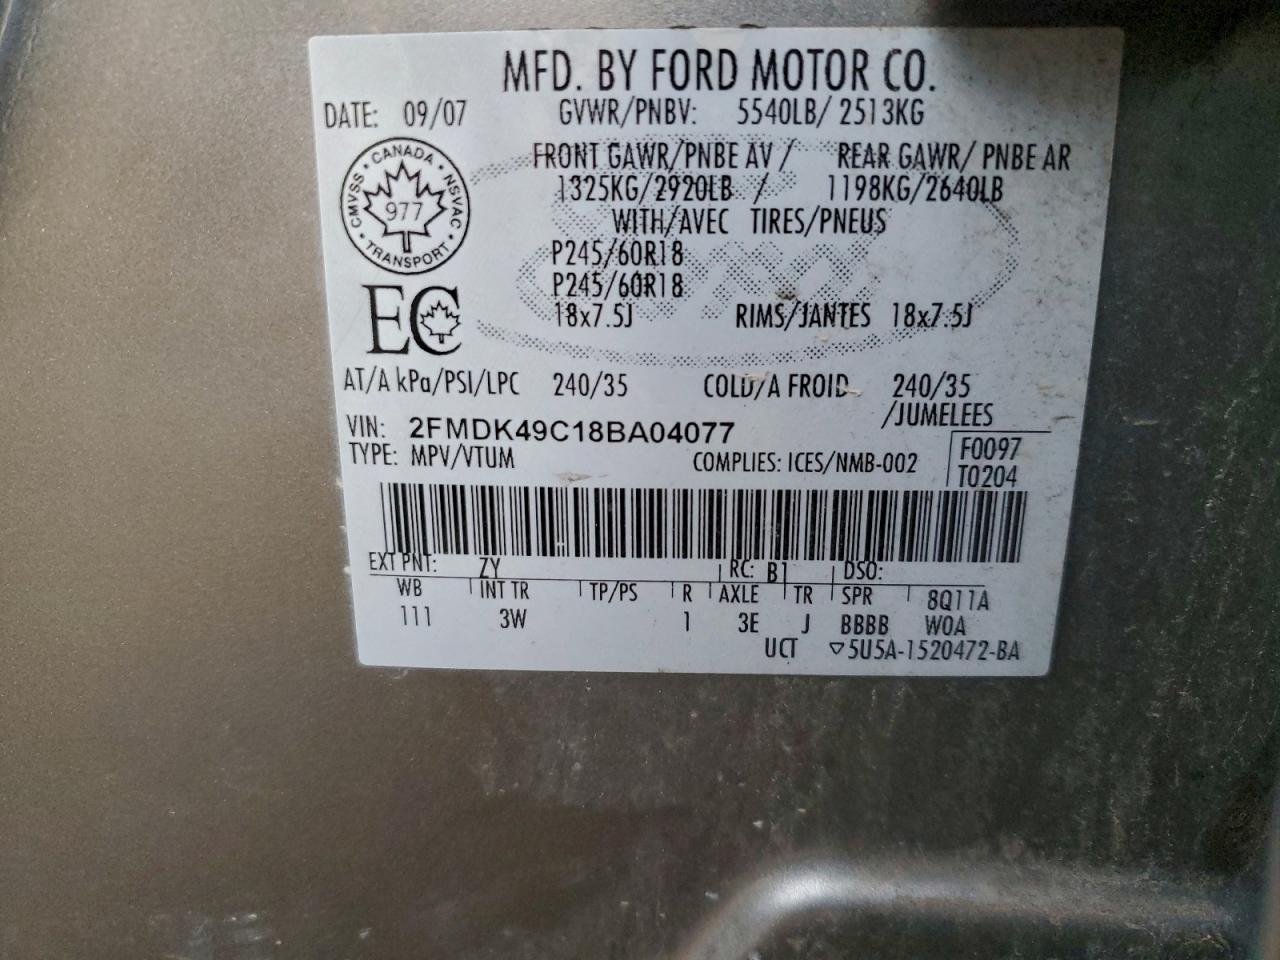 MFD. BY FORD MOTOR CO.
DATE: 09/07 GVWR/PNBV: 5540LB/ 2513KG
FRONT GAWR/PNBE AV / REAR GAWR/ PNBE AR
1325KG/2920LB / 1198KG/2640LB
WITH/AVEC TIRES/PNEUS
P245/60R18
P245/60R18
18x7.5J RIMS/JANTES 18x7.5J
CANADA
CMVSS 977 NSVAC
TRANSPORT
EC
AT/A kPa/PSI/LPC 240/35 COLD/A FROID 240/35
/JUMELEES
VIN: 2FMDK49C18BA04077
TYPE: MPV/VTUM COMPLIES: ICES/NMB-002
F0097
T0204
EXT PNT: ZY RC: B1 DSO:
WB INT TR TP/PS R AXLE TR SPR 8Q11A
111 3W 1 3E J BBBB W0A
UCT ▽5U5A-1520472-BA